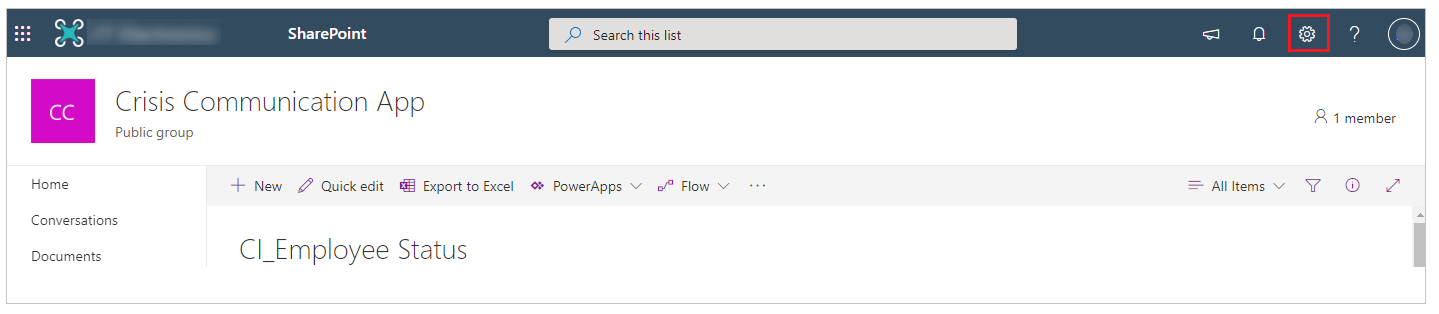 SharePoint
Search this list
CC
Crisis Communication App
Public group
1 member
Home
Conversations
Documents
New Quick edit Export to Excel PowerApps Flow ··· All Items
CI_Employee Status